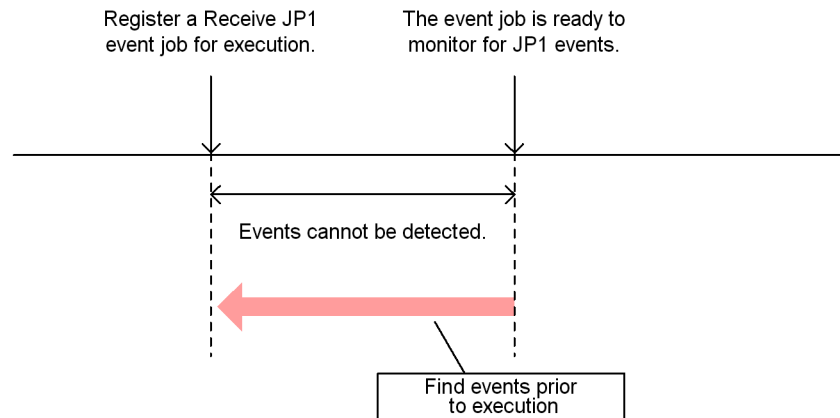 Register a Receive JP1
event job for execution.
The event job is ready to
monitor for JP1 events.
Events cannot be detected.
Find events prior
to execution